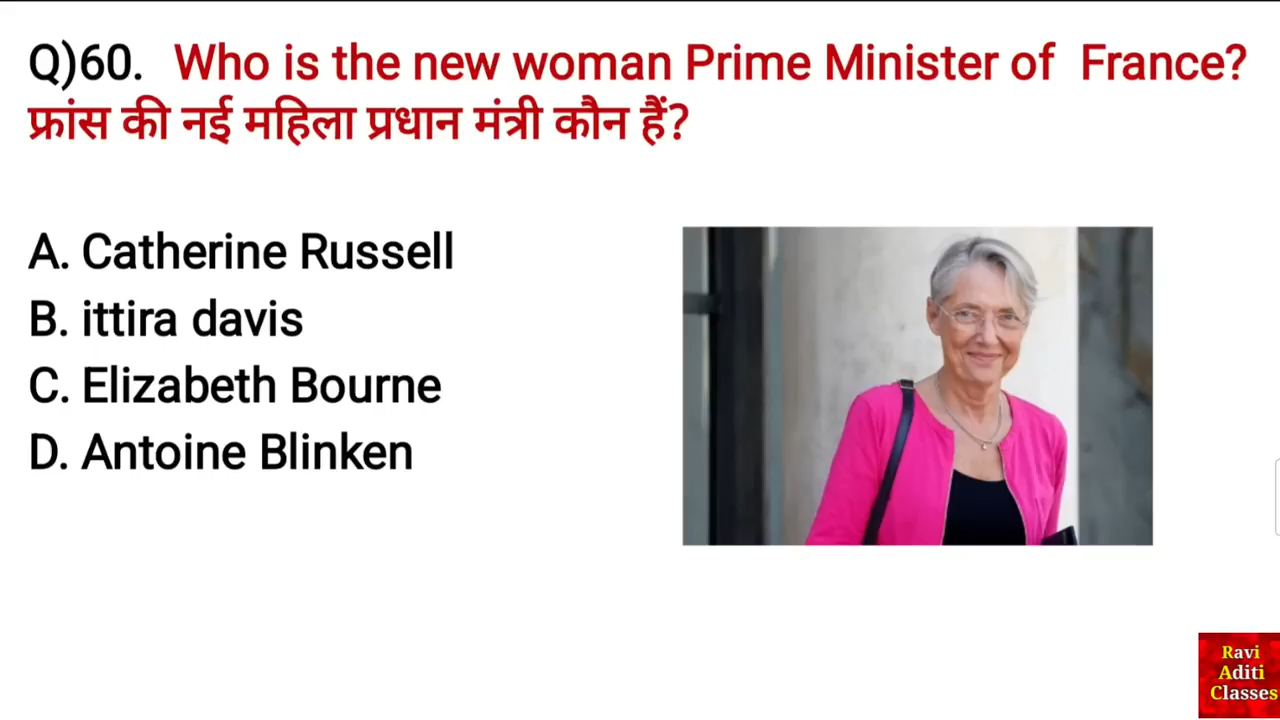 Q)60. Who is the new woman Prime Minister of France?
फ्रांस की नई महिला प्रधान मंत्री कौन हैं?
A. Catherine Russell
B. ittira davis
C. Elizabeth Bourne
D. Antoine Blinken
Ravi
Aditi
Classes